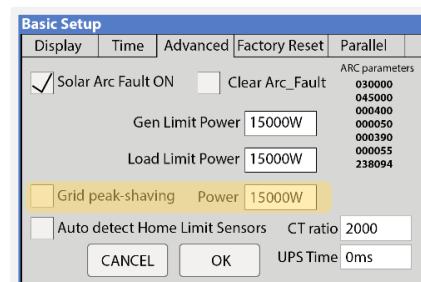 Basic Setup
Display Time Advanced Factory Reset Parallel
ARC parameters
Solar Arc Fault ON Clear Arc_Fault
030000
045000
000400
000050
000390
000055
238094
Gen Limit Power 15000W
Load Limit Power 15000W
Grid peak-shaving Power 15000W
Auto detect Home Limit Sensors CT ratio 2000
CANCEL OK UPS Time 0ms